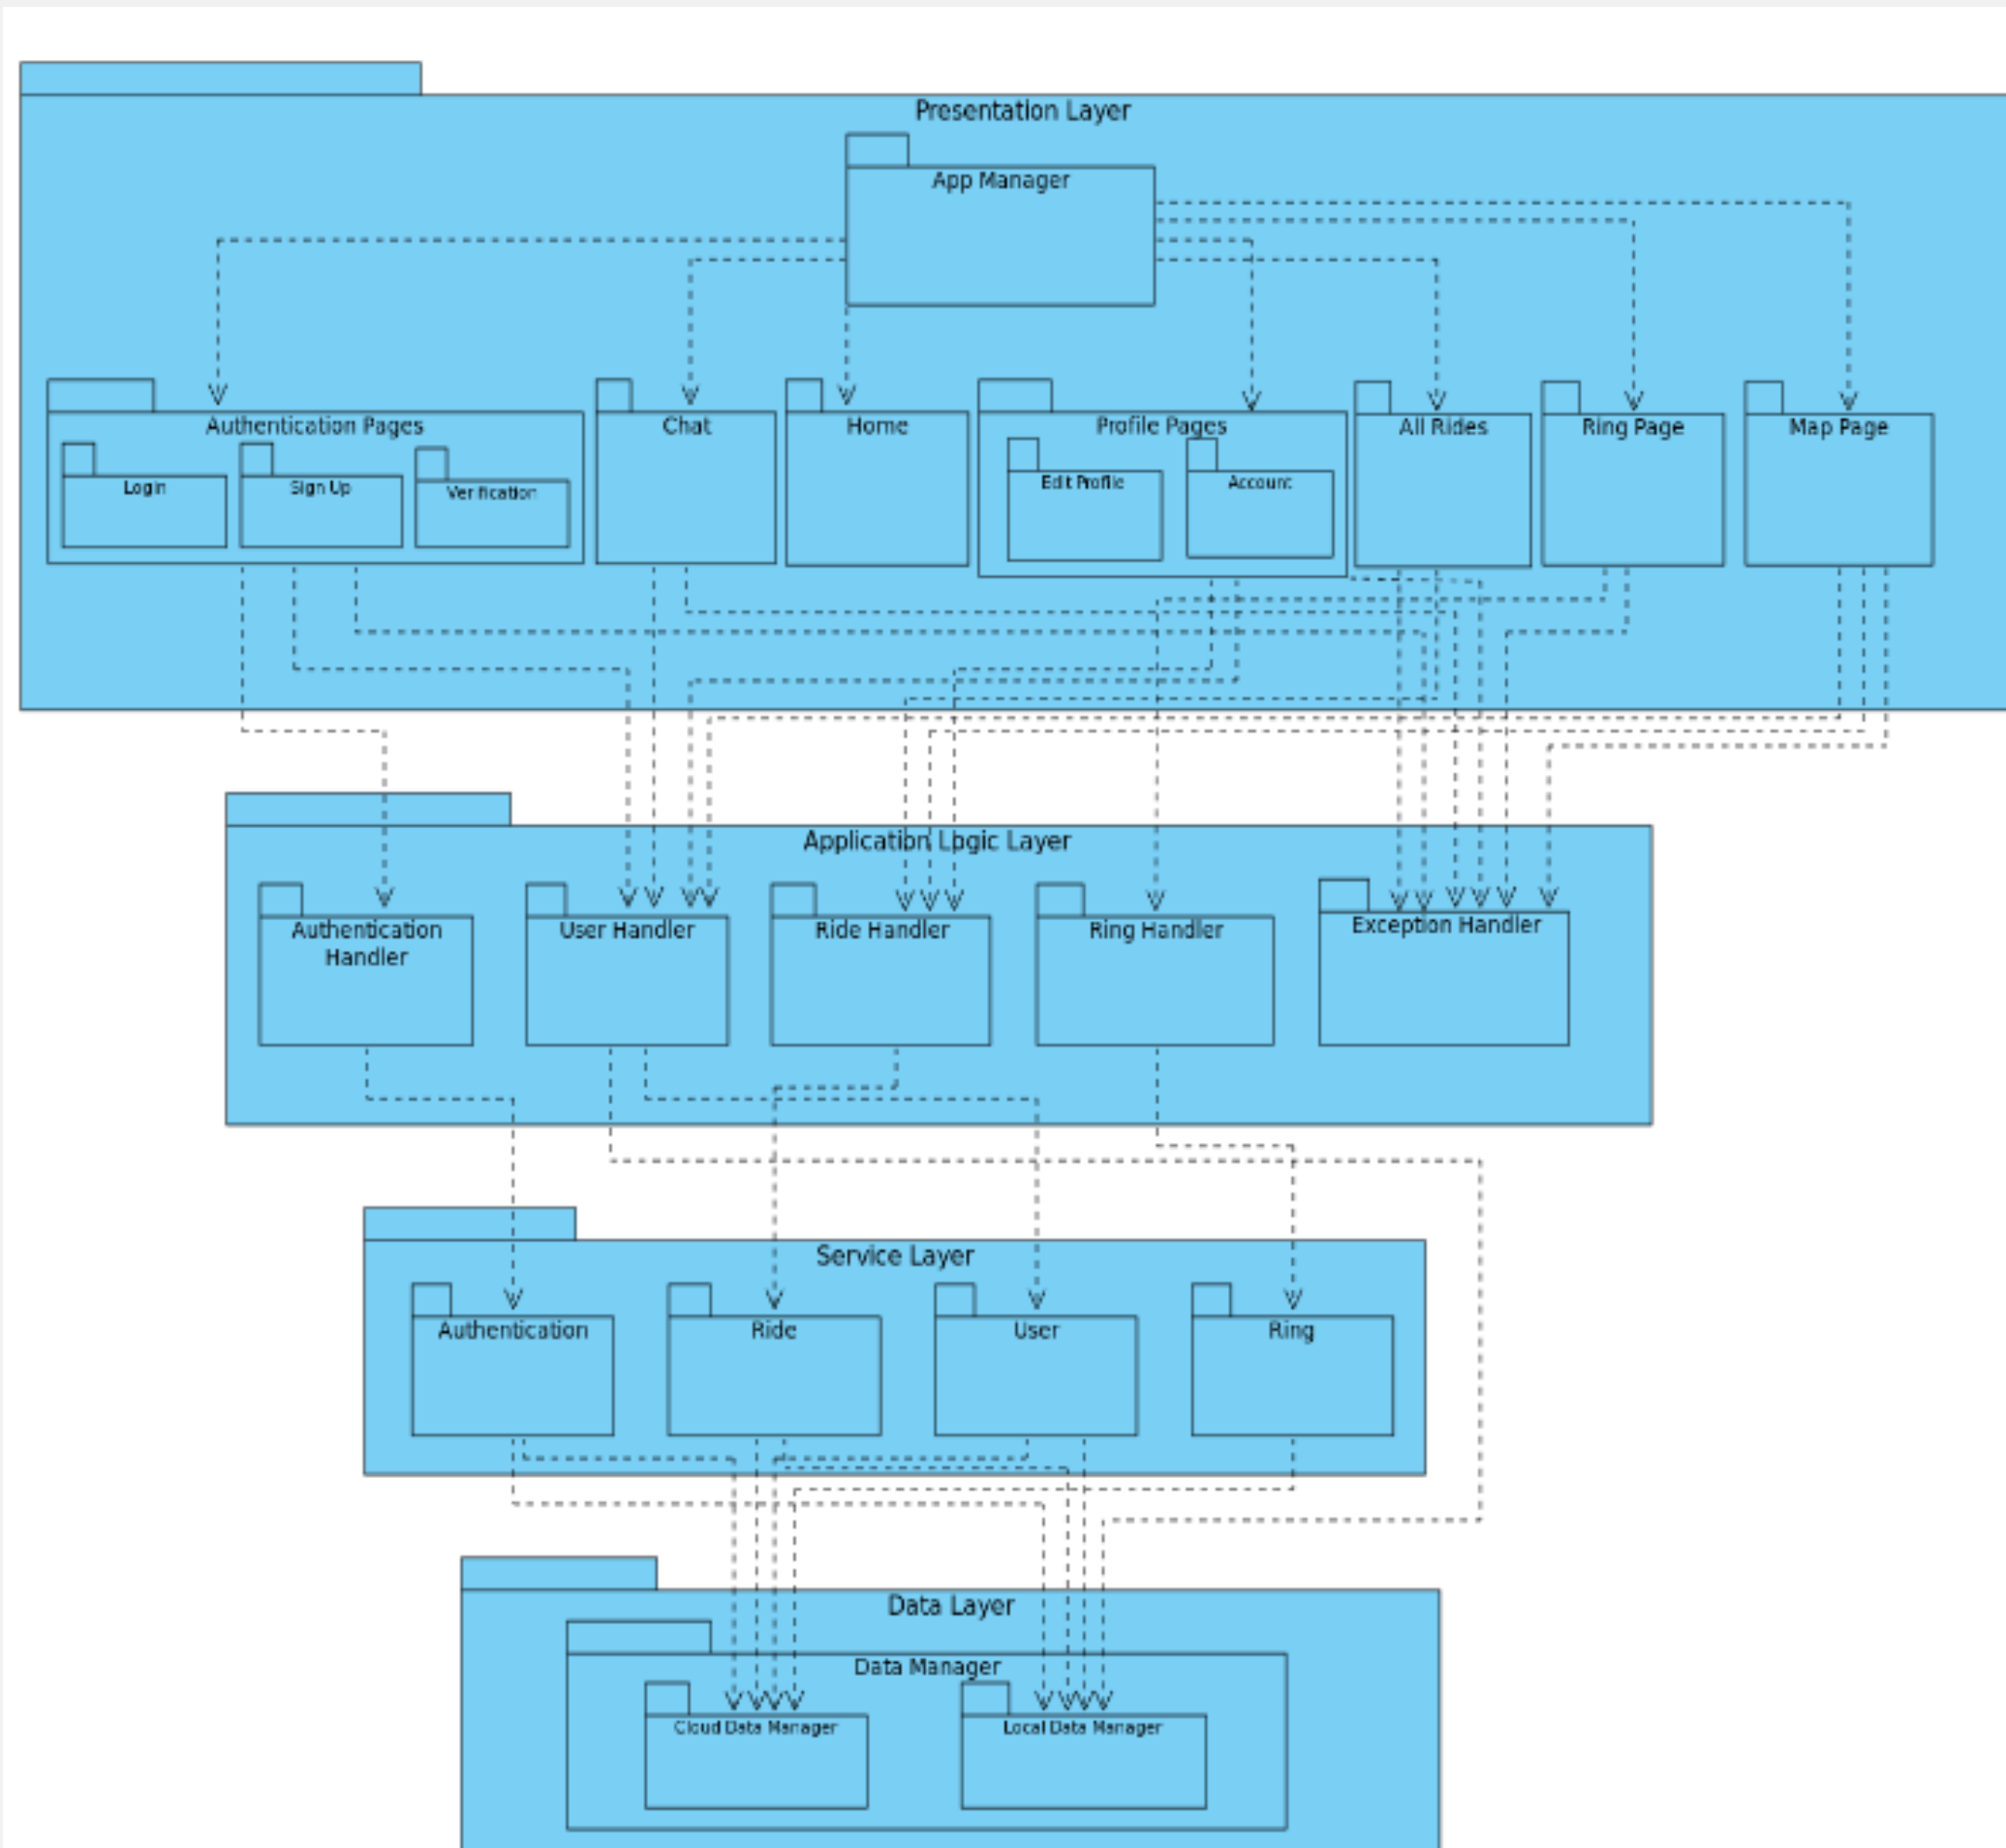 Presentation Layer
App Manager
Authentication Pages
Login
Sign Up
Verification
Chat
Home
Profile Pages
Edit Profile
Account
All Rides
Ring Page
Map Page
Application Logic Layer
Authentication
Handler
User Handler
Ride Handler
Ring Handler
Exception Handler
Service Layer
Authentication
Ride
User
Ring
Data Layer
Data Manager
Cloud Data Manager
Local Data Manager